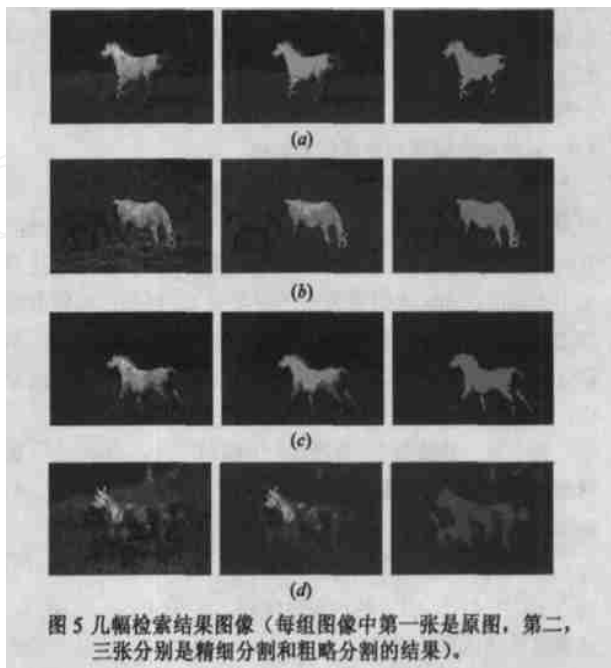 (a)
(b)
(c)
(d)
图 5 几幅检索结果图像（每组图像中第一张是原图，第二，
三张分别是精细分割和粗略分割的结果）。